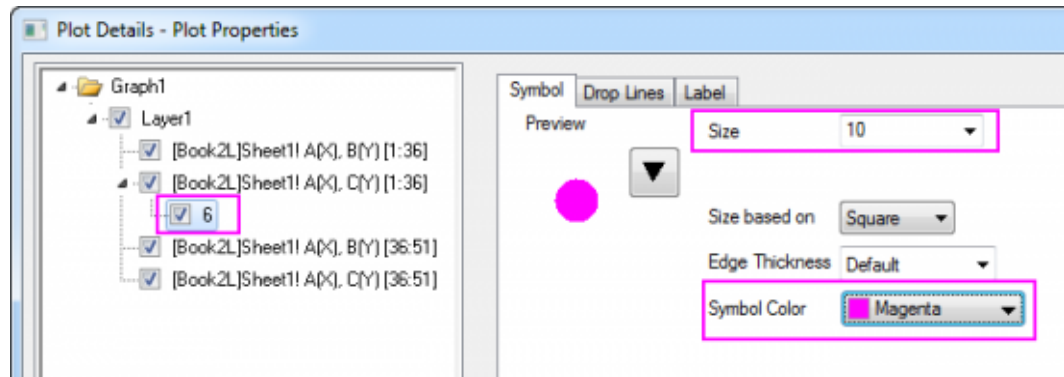 Plot Details - Plot Properties
Graph1
Layer1
[Book2L]Sheet1! A(X), B(Y) [1:36]
[Book2L]Sheet1! A(X), C(Y) [1:36]
6
[Book2L]Sheet1! A(X), B(Y) [36:51]
[Book2L]Sheet1! A(X), C(Y) [36:51]
Symbol Drop Lines Label
Preview
Size 10
Size based on Square
Edge Thickness Default
Symbol Color Magenta